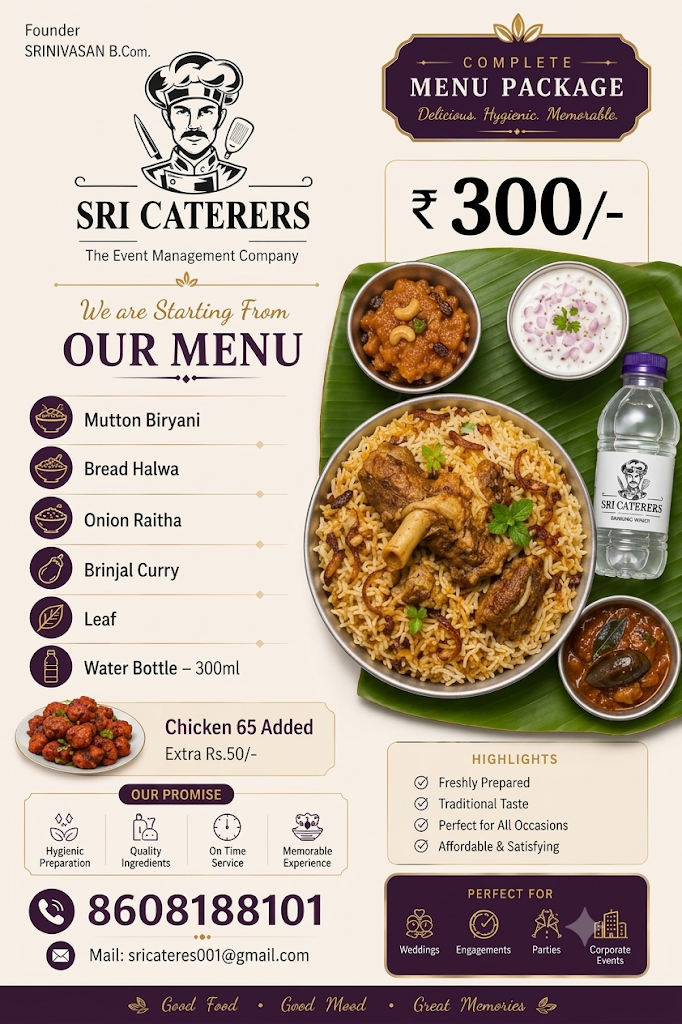 Founder
SRINIVASAN B.Com.
SRI CATERERS
The Event Management Company
COMPLETE
MENU PACKAGE
Delicious. Hygienic. Memorable.
₹ 300/-
We are Starting From
OUR MENU
Mutton Biryani
Bread Halwa
Onion Raitha
Brinjal Curry
Leaf
Water Bottle – 300ml
SRI CATERERS
Chicken 65 Added
Extra Rs.50/-
OUR PROMISE
Hygienic
Preparation
Quality
Ingredients
On Time
Service
Memorable
Experience
8608188101
Mail: sricateres001@gmail.com
HIGHLIGHTS
Freshly Prepared
Traditional Taste
Perfect for All Occasions
Affordable & Satisfying
PERFECT FOR
Weddings
Engagements
Parties
Corporate
Events
Good Food • Good Mood • Great Memories